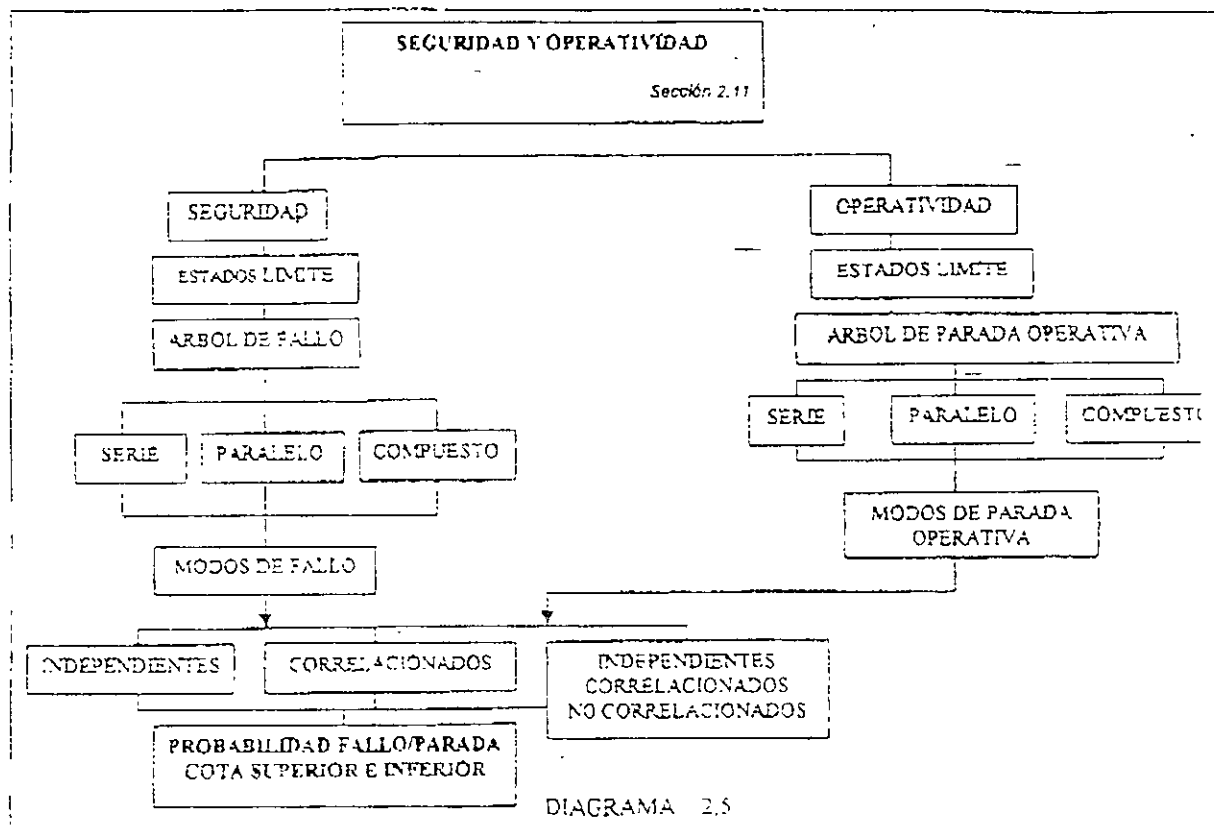 SEGURIDAD Y OPERATIVIDAD
Sección 2.11
SEGURIDAD
ESTADOS LIMITE
ARBOL DE FALLO
SERIE
PARALELO
COMPUESTO
MODOS DE FALLO
OPERATIVIDAD
ESTADOS LIMITE
ARBOL DE PARADA OPERATIVA
SERIE
PARALELO
COMPUESTO
MODOS DE PARADA
OPERATIVA
INDEPENDIENTES
CORRELACIONADOS
INDEPENDIENTES
CORRELACIONADOS
NO CORRELACIONADOS
PROBABILIDAD FALLO/PARADA
COTA SUPERIOR E INFERIOR
DIAGRAMA 2.5